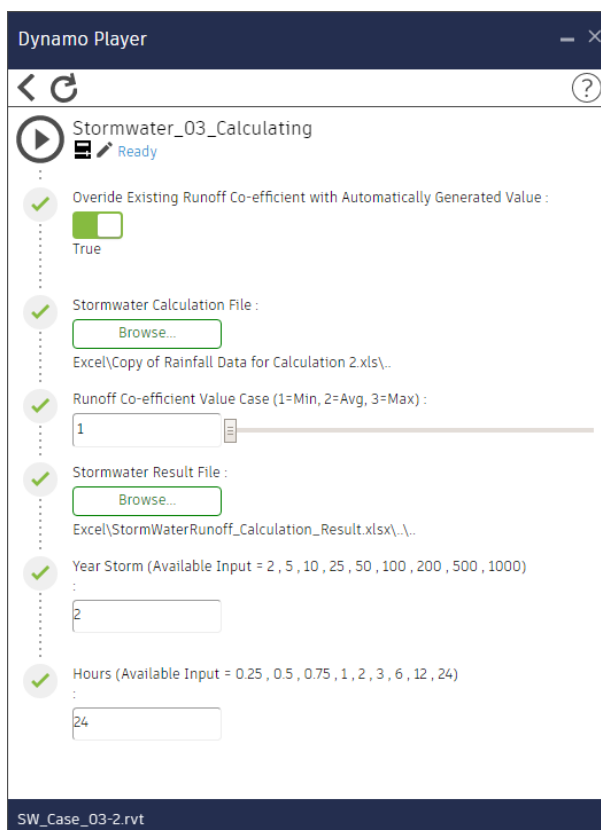 Dynamo Player
Stormwater_03_Calculating
Ready
Overide Existing Runoff Co-efficient with Automatically Generated Value :
True
Stormwater Calculation File :
Browse...
Excel\Copy of Rainfall Data for Calculation 2.xls\..
Runoff Co-efficient Value Case (1=Min, 2=Avg, 3=Max) :
1
Stormwater Result File :
Browse...
Excel\StormWaterRunoff_Calculation_Result.xlsx\..\..
Year Storm (Available Input = 2 , 5 , 10 , 25 , 50 , 100 , 200 , 500 , 1000)
:
2
Hours (Available Input = 0.25 , 0.5 , 0.75 , 1 , 2 , 3 , 6 , 12 , 24)
:
24
SW_Case_03-2.rvt